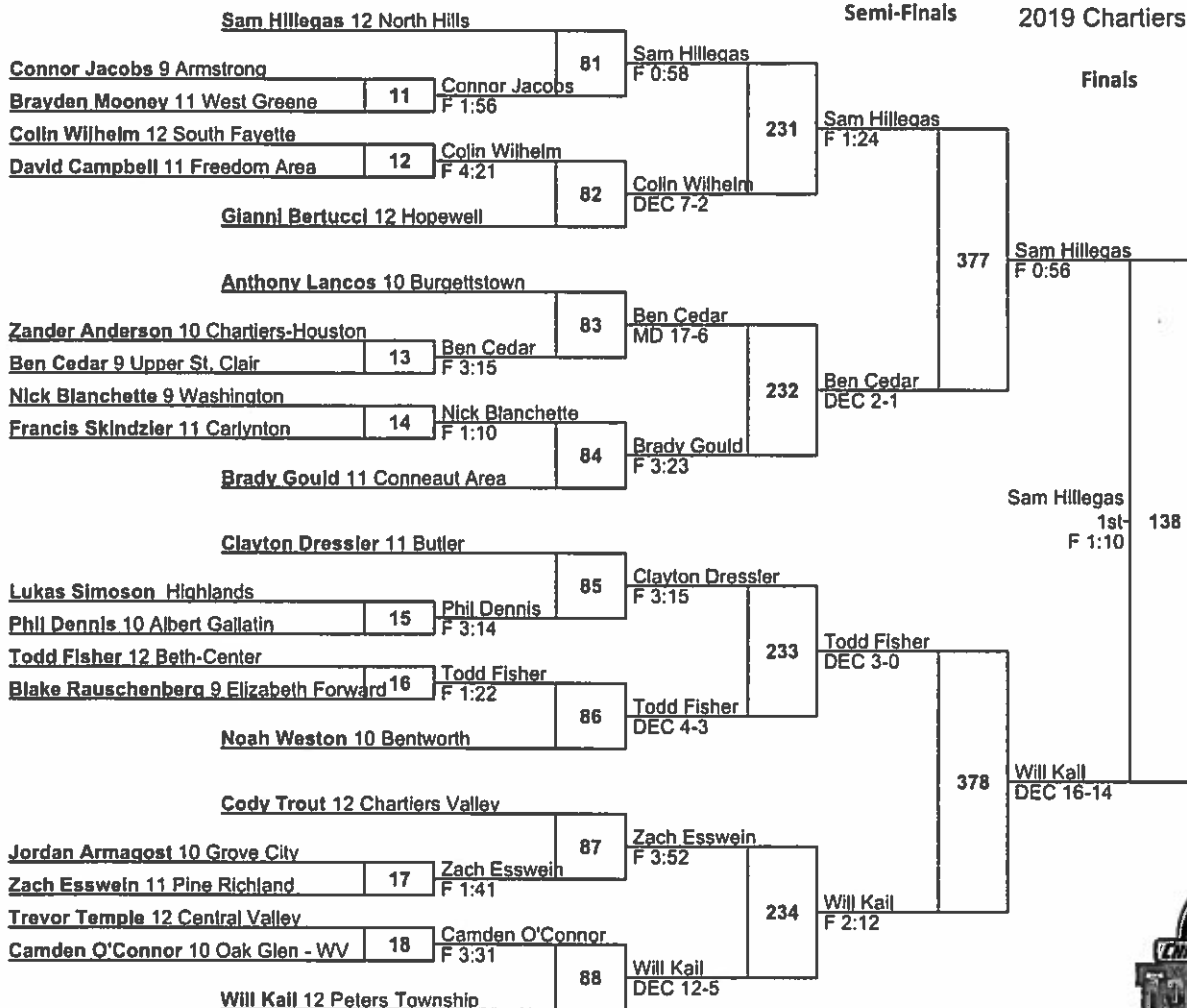 Semi-Finals
2019 Chartiers
Finals
Sam Hillegas 12 North Hills
81
Sam Hillegas
F 0:58
Connor Jacobs 9 Armstrong
Brayden Mooney 11 West Greene
11
Connor Jacobs
F 1:56
231
Sam Hillegas
F 1:24
Colin Wilhelm 12 South Fayette
David Campbell 11 Freedom Area
12
Colin Wilhelm
F 4:21
82
Colin Wilhelm
DEC 7-2
Gianni Bertucci 12 Hopewell
377
Sam Hillegas
F 0:56
Anthony Lancos 10 Burgettstown
83
Ben Cedar
MD 17-6
Zander Anderson 10 Chartiers-Houston
Ben Cedar 9 Upper St. Clair
13
Ben Cedar
F 3:15
232
Ben Cedar
DEC 2-1
Nick Blanchette 9 Washington
Francis Skindzier 11 Carlynton
14
Nick Blanchette
F 1:10
84
Brady Gould
F 3:23
Brady Gould 11 Conneaut Area
Sam Hillegas
1st
F 1:10
138
Clayton Dressler 11 Butler
85
Clayton Dressler
F 3:15
Lukas Simoson Highlands
Phil Dennis 10 Albert Gallatin
15
Phil Dennis
F 3:14
233
Todd Fisher
DEC 3-0
Todd Fisher 12 Beth-Center
Blake Rauschenberg 9 Elizabeth Forward
16
Todd Fisher
F 1:22
86
Todd Fisher
DEC 4-3
Noah Weston 10 Bentworth
378
Will Kail
DEC 16-14
Cody Trout 12 Chartiers Valley
87
Zach Esswein
F 3:52
Jordan Armagost 10 Grove City
Zach Esswein 11 Pine Richland
17
Zach Esswein
F 1:41
234
Will Kail
F 2:12
Trevor Temple 12 Central Valley
Camden O'Connor 10 Oak Glen - WV
18
Camden O'Connor
F 3:31
88
Will Kail
DEC 12-5
Will Kail 12 Peters Township